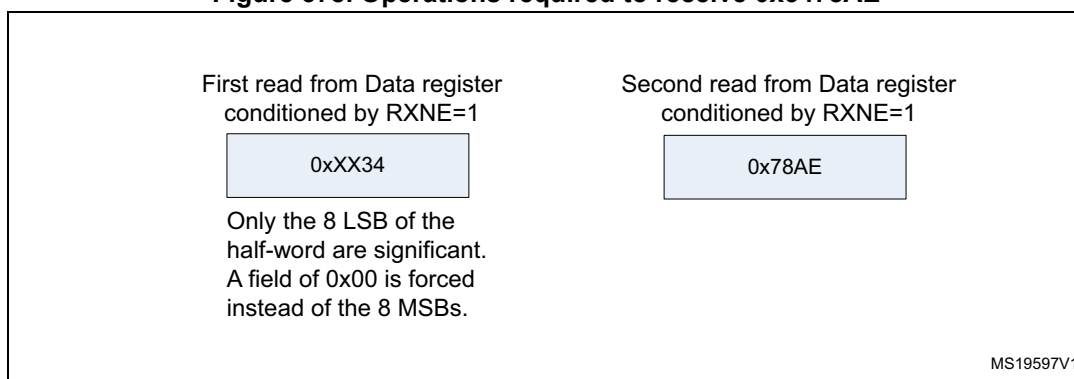 First read from Data register
conditioned by RXNE=1
0xXX34
Only the 8 LSB of the
half-word are significant.
A field of 0x00 is forced
instead of the 8 MSBs.
Second read from Data register
conditioned by RXNE=1
0x78AE
MS19597V1